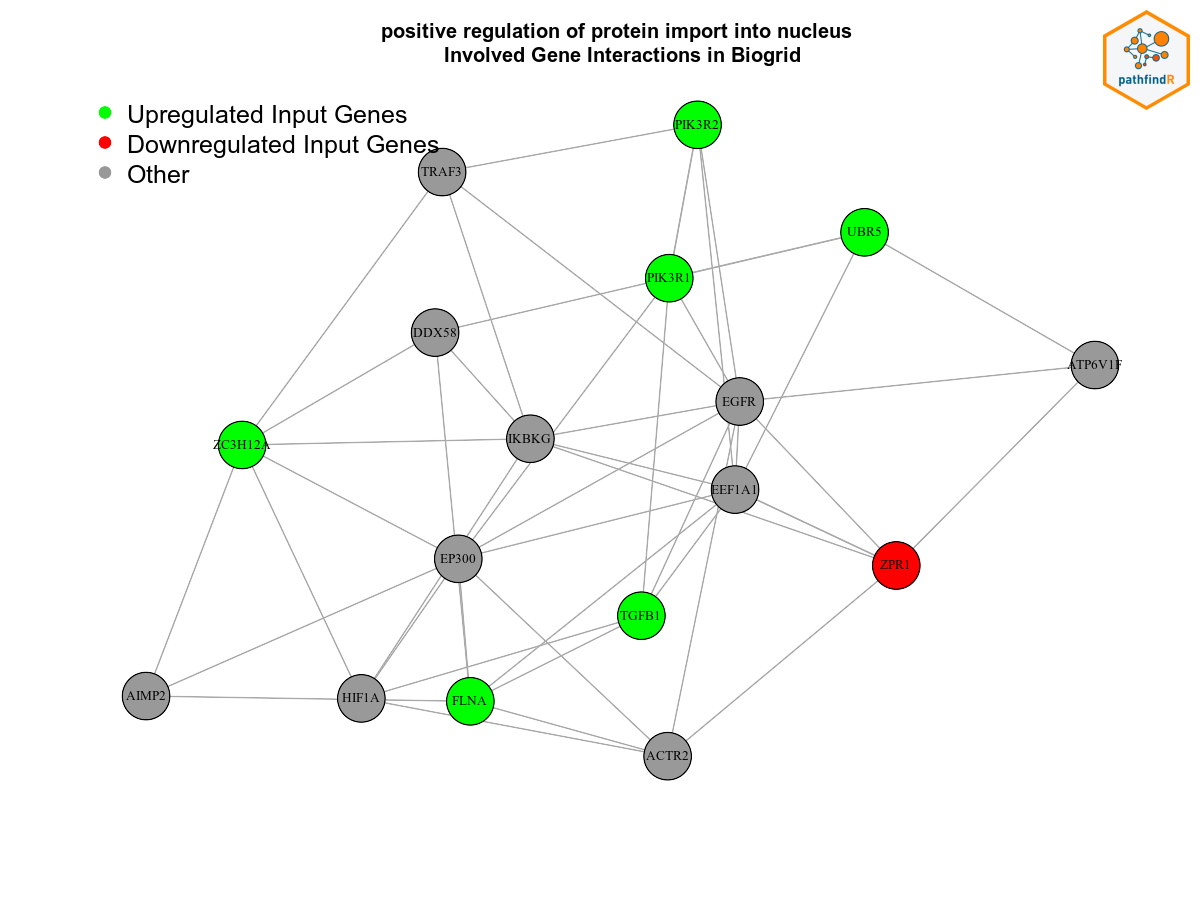 positive regulation of protein import into nucleus
Involved Gene Interactions in Biogrid
pathfindR
Upregulated Input Genes
Downregulated Input Genes
Other
PIK3R2
TRAF3
UBR5
PIK3R1
DDX58
ATP6V1F
EGFR
IKBKG
ZC3H12A
EEF1A1
EP300
ZPR1
TGFB1
AIMP2
HIF1A
FLNA
ACTR2